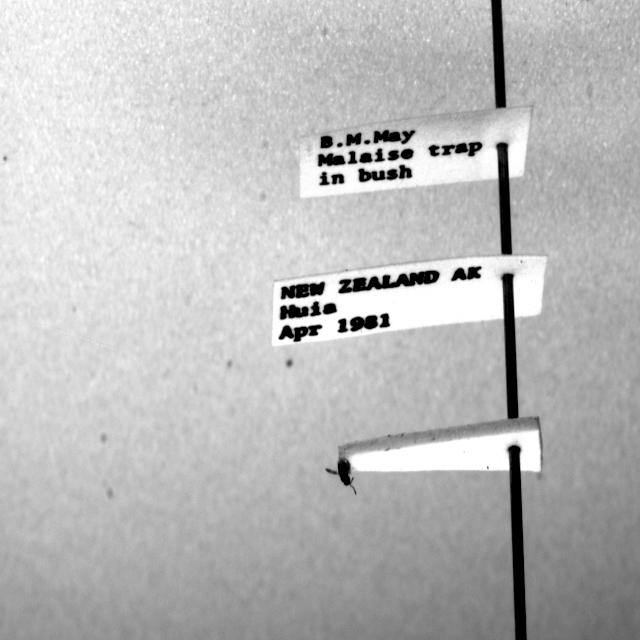 B.M.May
Malaise trap
in bush
NEW ZEALAND AK
Huia
Apr 1981